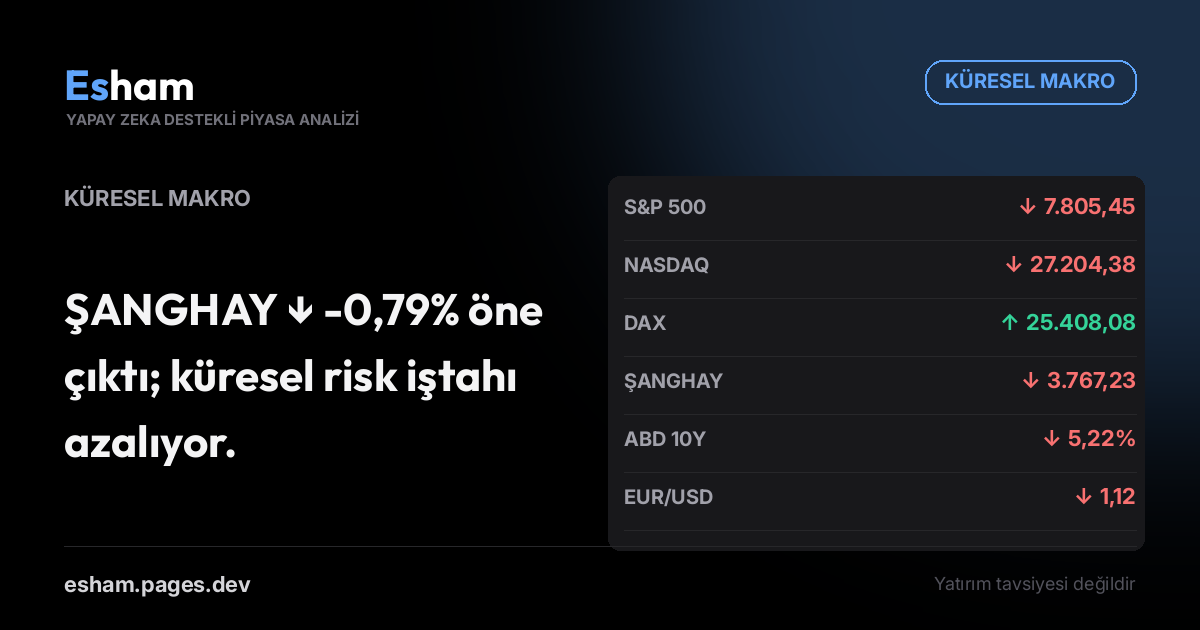 Esham
YAPAY ZEKA DESTEKLİ PİYASA ANALİZİ
KÜRESEL MAKRO
KÜRESEL MAKRO
ŞANGHAY ↓ -0,79% öne
çıktı; küresel risk iştahı
azalıyor.
S&P 500 ↓ 7.805,45
NASDAQ ↓ 27.204,38
DAX ↑ 25.408,08
ŞANGHAY ↓ 3.767,23
ABD 10Y ↓ 5,22%
EUR/USD ↓ 1,12
esham.pages.dev
Yatırım tavsiyesi değildir